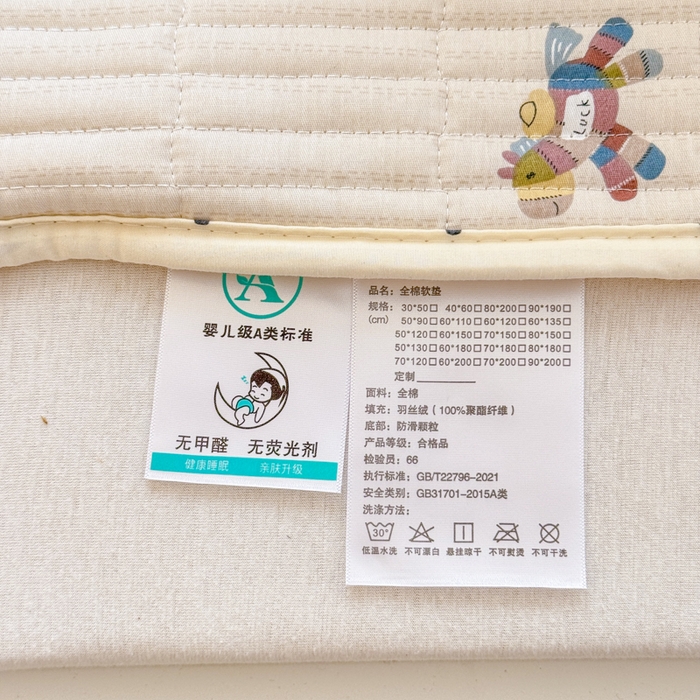 Luck
A
婴儿级A类标准
无甲醛 无荧光剂
健康睡眠 亲肤升级
品名：全棉软垫
规格：30*50□ 40*60□ 80*200□ 90*190□
(cm) 50*90□ 60*110□ 60*120□ 60*135□
50*120□ 60*150□ 70*150□ 80*150□
50*130□ 60*180□ 70*180□ 80*180□
70*120□ 60*200□ 70*200□ 90*200□
定制
面料：全棉
填充：羽丝绒（100%聚酯纤维）
底部：防滑颗粒
产品等级：合格品
检验员：66
执行标准：GB/T22796-2021
安全类别：GB31701-2015A类
洗涤方法：
30°
低温水洗 不可漂白 悬挂晾干 不可熨烫 不可干洗